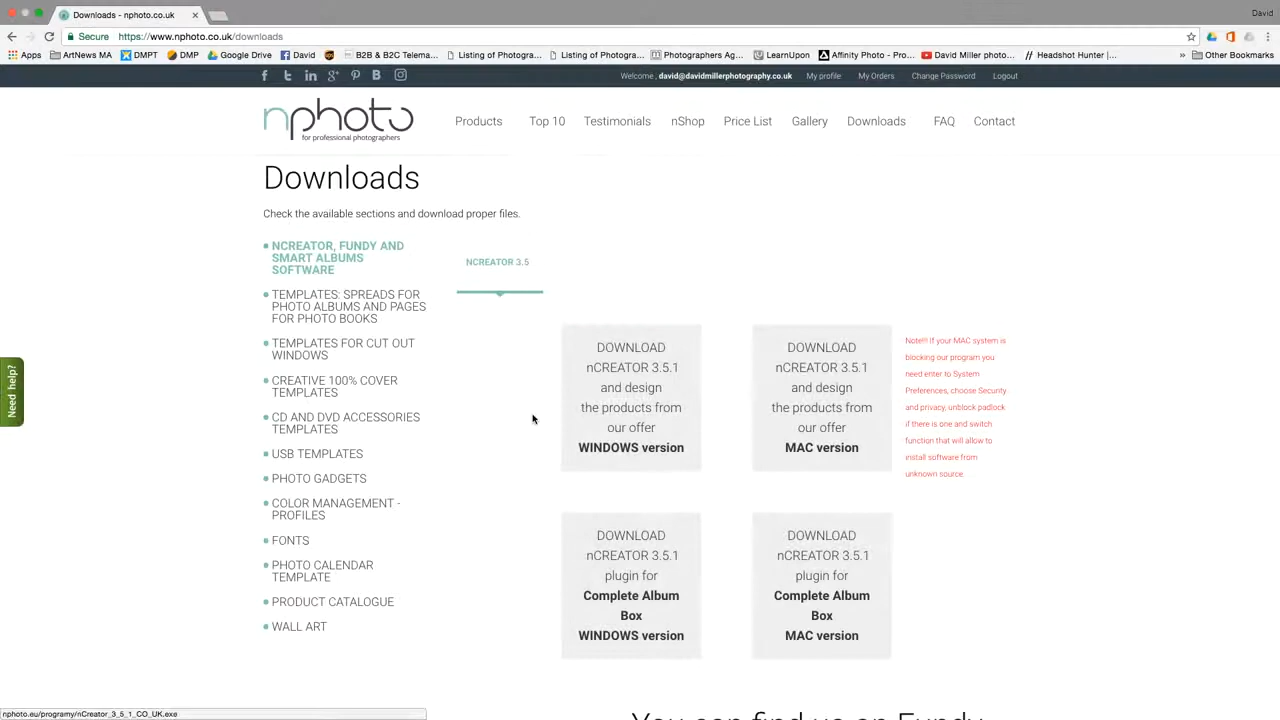 David
Downloads - nphoto.co.uk
Secure https://www.nphoto.co.uk/downloads
Apps ArtNews MA DMPT Google Drive DMP David B2B & B2C Telema... Listing of Photogra... Listing of Photogra... Photographers Ag... LearnUpon Affinity Photo - Pro... David Miller photo... Headshot Hunter |... » Other Bookmarks
Welcome , david@davidmillerphotography.co.uk My profile My Orders Change Password Logout
nphoto
for professional photographers
Products Top 10 Testimonials nShop Price List Gallery Downloads FAQ Contact
Downloads
Check the available sections and download proper files.
NCREATOR, FUNDY AND
SMART ALBUMS
SOFTWARE
TEMPLATES: SPREADS FOR
PHOTO ALBUMS AND PAGES
FOR PHOTO BOOKS
TEMPLATES FOR CUT OUT
WINDOWS
CREATIVE 100% COVER
TEMPLATES
CD AND DVD ACCESSORIES
TEMPLATES
USB TEMPLATES
PHOTO GADGETS
COLOR MANAGEMENT -
PROFILES
FONTS
PHOTO CALENDAR
TEMPLATE
PRODUCT CATALOGUE
WALL ART
NCREATOR 3.5
DOWNLOAD
nCREATOR 3.5.1
and design
the products from
our offer
WINDOWS version
DOWNLOAD
nCREATOR 3.5.1
and design
the products from
our offer
MAC version
Note!!! If your MAC system is
blocking our program you
need enter to System
Preferences, choose Security
and privacy, unblock padlock
if there is one and switch
function that will allow to
install software from
unknown source.
DOWNLOAD
nCREATOR 3.5.1
plugin for
Complete Album
Box
WINDOWS version
DOWNLOAD
nCREATOR 3.5.1
plugin for
Complete Album
Box
MAC version
Need help?
You can find us on Fundy
nphoto.eu/programy/nCreator_3_5_1_CO_UK.exe